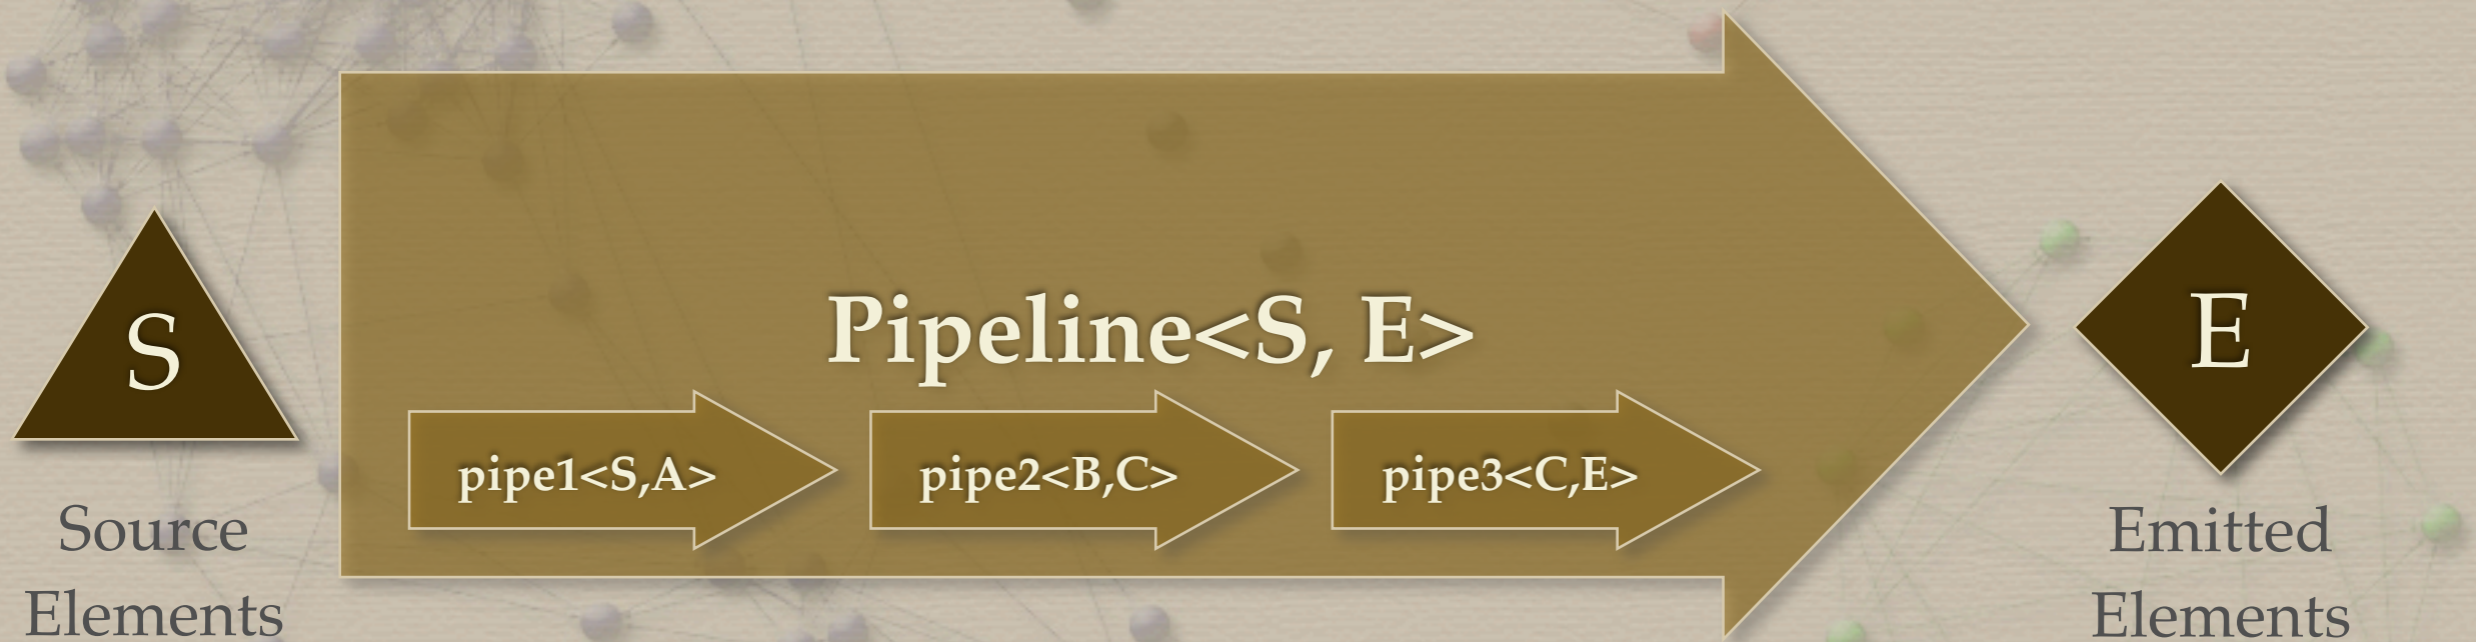 S
Pipeline<S, E>
E
pipe1<S,A>
pipe2<B,C>
pipe3<C,E>
Source
Elements
Emitted
Elements